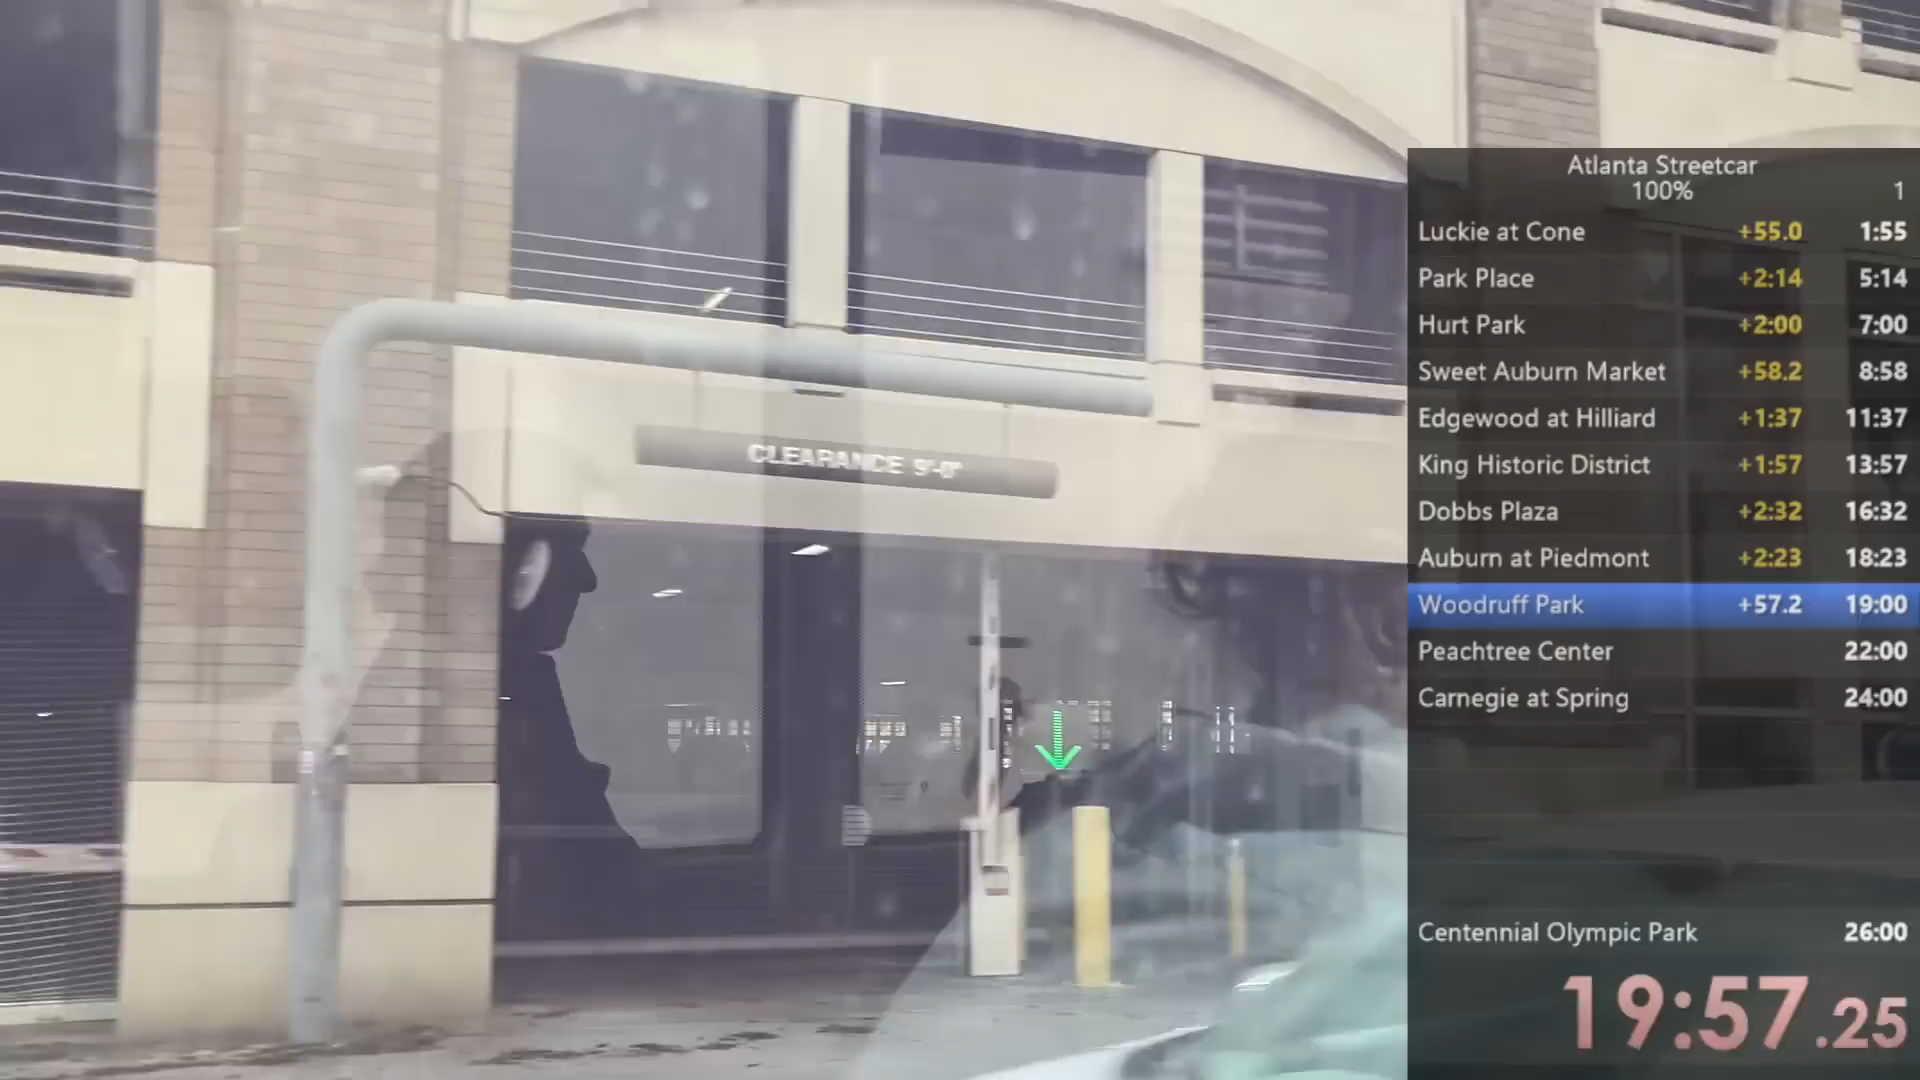 CLEARANCE 9'-0"
Atlanta Streetcar
100% 1
Luckie at Cone +55.0 1:55
Park Place +2:14 5:14
Hurt Park +2:00 7:00
Sweet Auburn Market +58.2 8:58
Edgewood at Hilliard +1:37 11:37
King Historic District +1:57 13:57
Dobbs Plaza +2:32 16:32
Auburn at Piedmont +2:23 18:23
Woodruff Park +57.2 19:00
Peachtree Center 22:00
Carnegie at Spring 24:00
Centennial Olympic Park 26:00
19:57.25